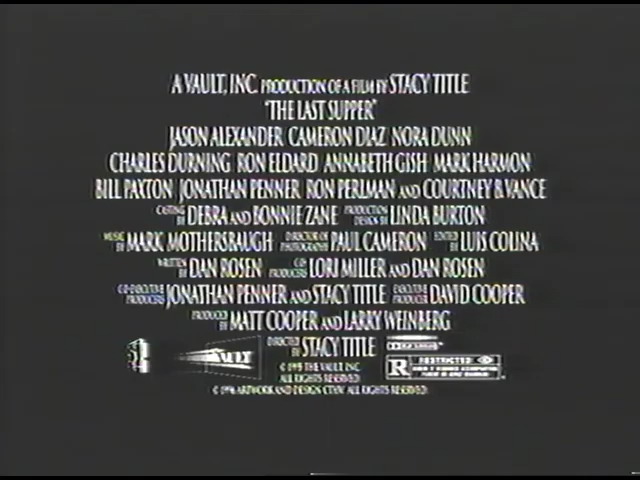 A VAULT, INC. PRODUCTION OF A FILM BY STACY TITLE
"THE LAST SUPPER"
JASON ALEXANDER CAMERON DIAZ NORA DUNN
CHARLES DURNING RON ELDARD ANNABETH GISH MARK HARMON
BILL PAXTON JONATHAN PENNER RON PERLMAN AND COURTNEY B. VANCE
CASTING BY DEBRA AND BONNIE ZANE PRODUCTION DESIGN BY LINDA BURTON
MUSIC BY MARK MOTHERSBAUGH DIRECTOR OF PHOTOGRAPHY PAUL CAMERON EDITED BY LUIS COLINA
WRITTEN BY DAN ROSEN CO-PRODUCERS LORI MILLER AND DAN ROSEN
CO-EXECUTIVE PRODUCERS JONATHAN PENNER AND STACY TITLE EXECUTIVE PRODUCER DAVID COOPER
PRODUCED BY MATT COOPER AND LARRY WEINBERG
DIRECTED BY STACY TITLE
VAULT
R RESTRICTED
© 1995 THE VAULT, INC.
ALL RIGHTS RESERVED.
© 1996 ARTWORK AND DESIGN CTHV. ALL RIGHTS RESERVED.